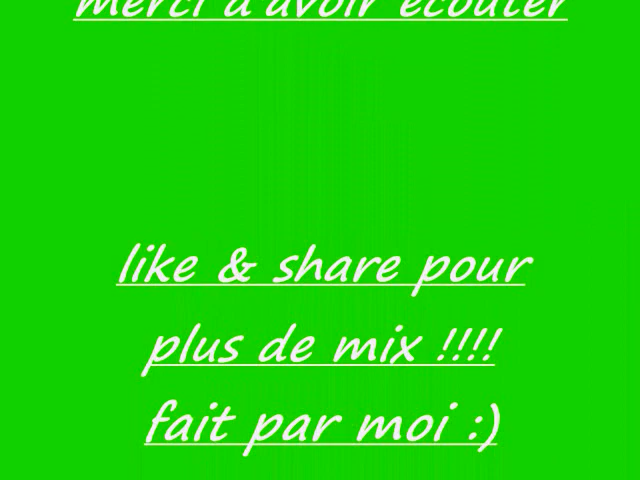 merci d'avoir écouter
like & share pour
plus de mix !!!!
fait par moi :)